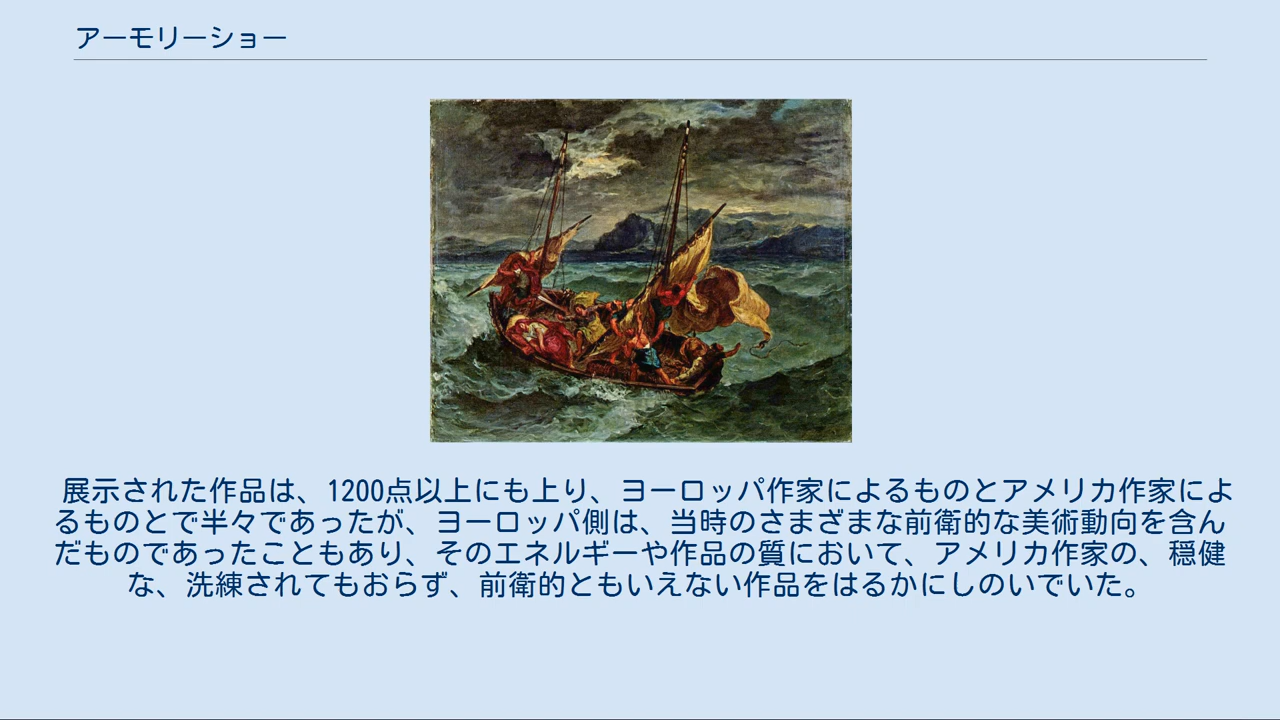 アーモリーショー
展示された作品は、1200点以上にも上り、ヨーロッパ作家によるものとアメリカ作家によ
るものとで半々であったが、ヨーロッパ側は、当時のさまざまな前衛的な美術動向を含ん
だものであったこともあり、そのエネルギーや作品の質において、アメリカ作家の、穏健
な、洗練されてもおらず、前衛的ともいえない作品をはるかにしのいでいた。